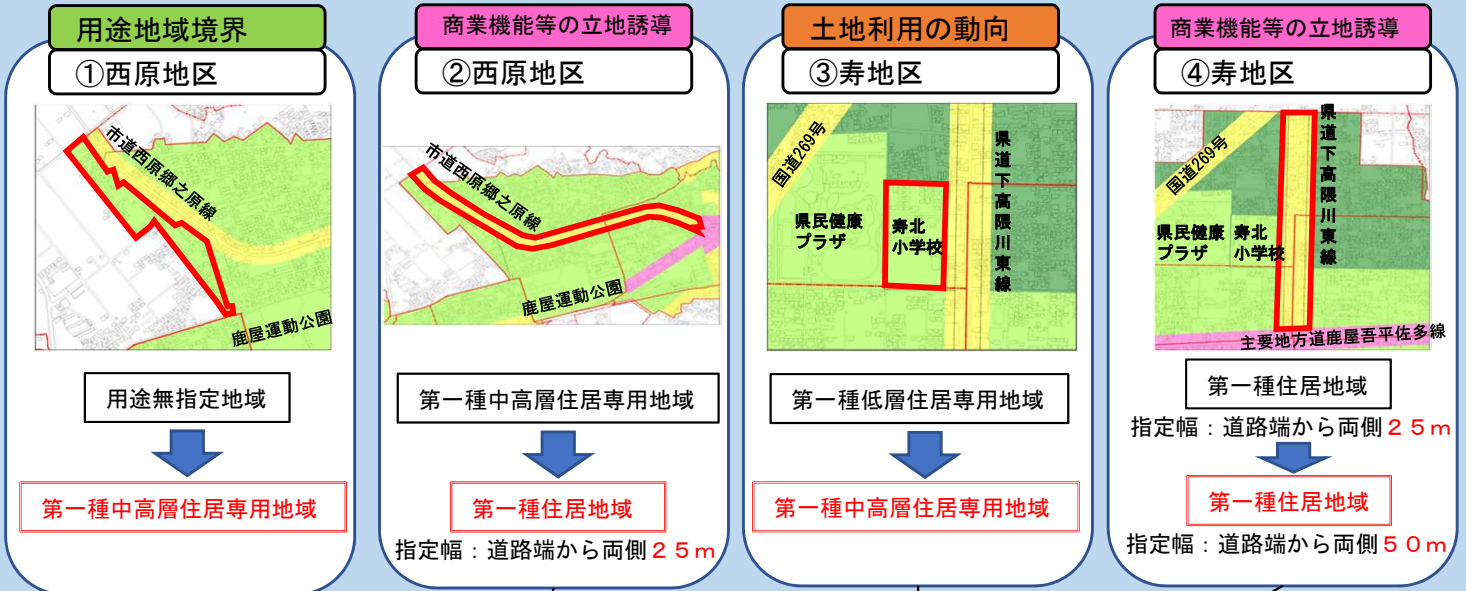 用途地域境界
①西原地区
市道西原郷之原線
鹿屋運動公園
用途無指定地域
第一種中高層住居専用地域
商業機能等の立地誘導
②西原地区
市道西原郷之原線
鹿屋運動公園
第一種中高層住居専用地域
第一種住居地域
指定幅：道路端から両側２５ｍ
土地利用の動向
③寿地区
国道269号
県道下高隈川東線
県民健康
プラザ
寿北
小学校
第一種低層住居専用地域
第一種中高層住居専用地域
商業機能等の立地誘導
④寿地区
国道269号
県道下高隈川東線
県民健康
プラザ
寿北
小学校
主要地方道鹿屋吾平佐多線
第一種住居地域
指定幅：道路端から両側２５ｍ
第一種住居地域
指定幅：道路端から両側５０ｍ